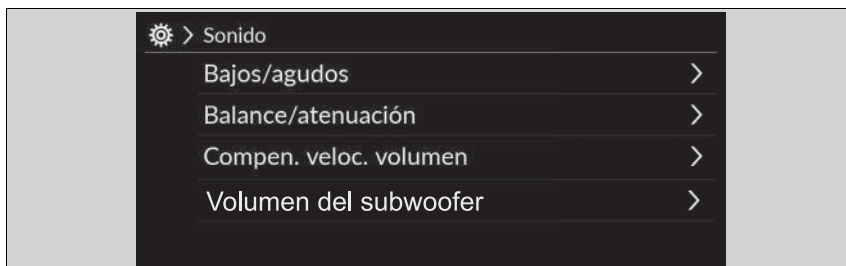 Sonido
Bajos/agudos
Balance/atenuación
Compen. veloc. volumen
Volumen del subwoofer